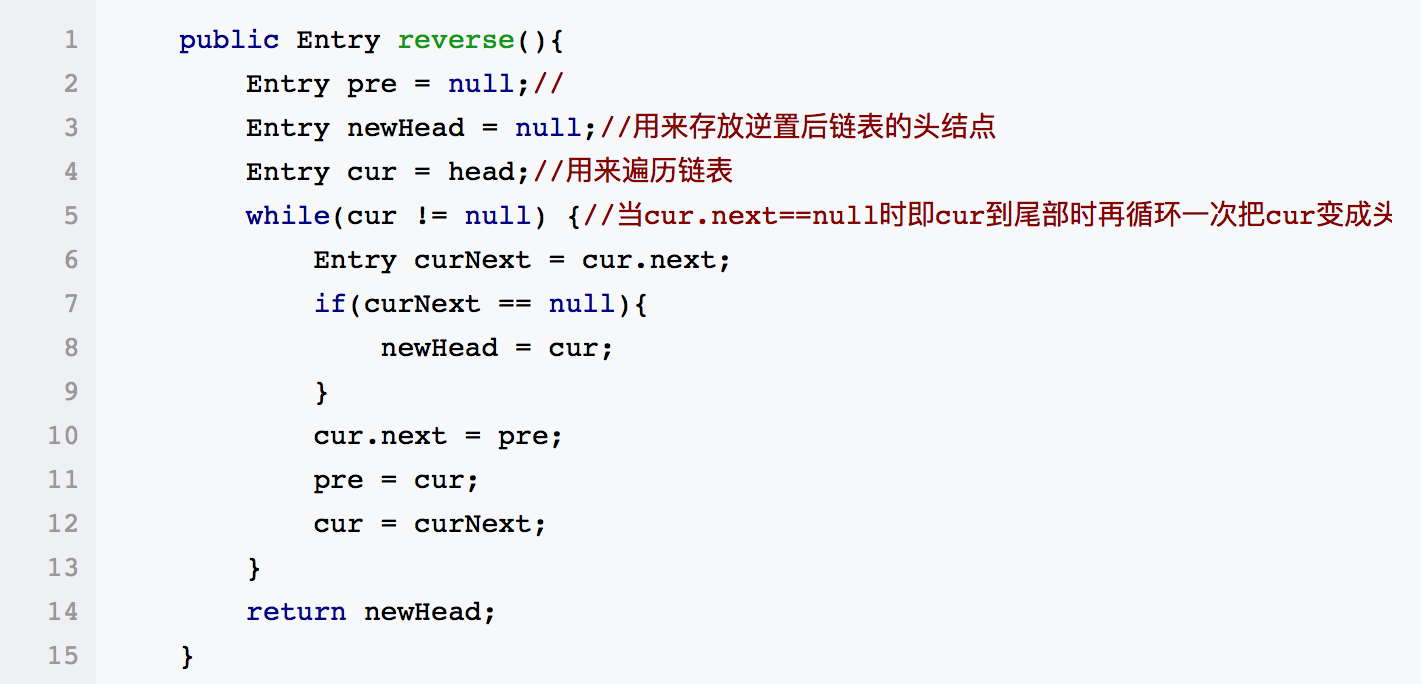 1 public Entry reverse(){
2 Entry pre = null;//
3 Entry newHead = null;//用来存放逆置后链表的头结点
4 Entry cur = head;//用来遍历链表
5 while(cur != null) {//当cur.next==null时即cur到尾部时再循环一次把cur变成头
6 Entry curNext = cur.next;
7 if(curNext == null){
8 newHead = cur;
9 }
10 cur.next = pre;
11 pre = cur;
12 cur = curNext;
13 }
14 return newHead;
15 }